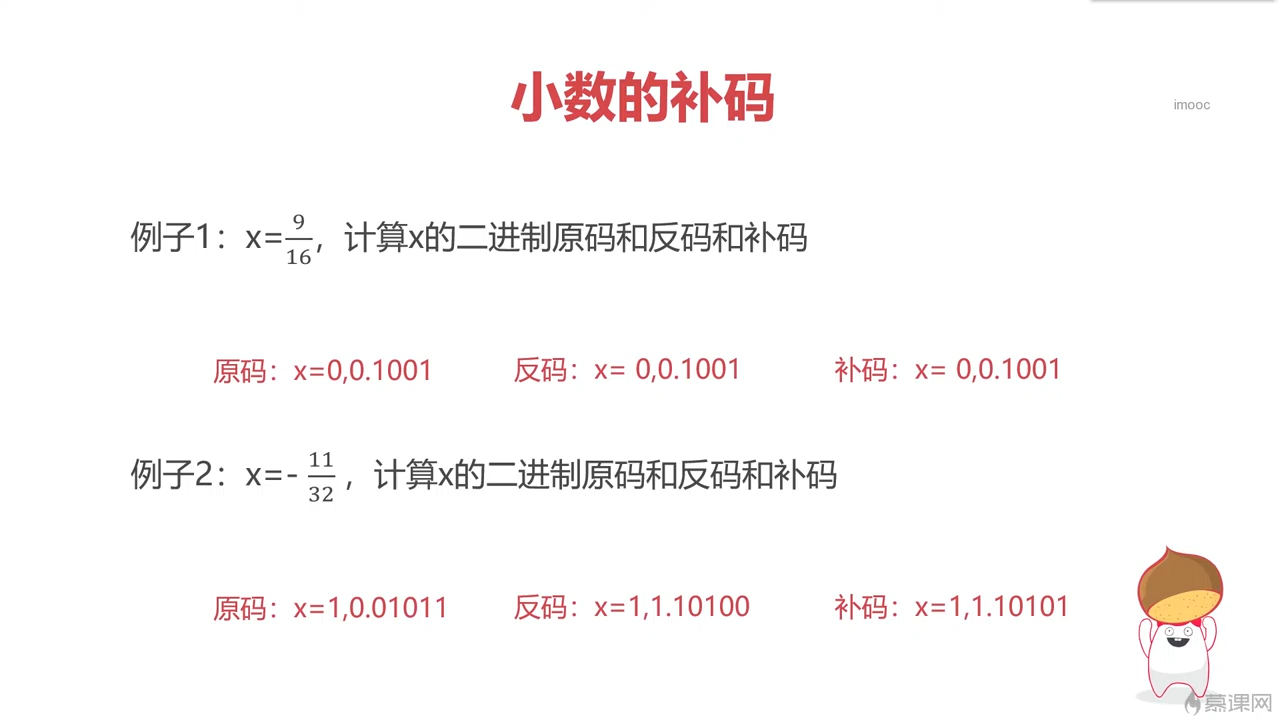 小数的补码
imooc
例子1：x=9/16，计算x的二进制原码和反码和补码
原码：x=0,0.1001 反码：x= 0,0.1001 补码：x= 0,0.1001
例子2：x=- 11/32 ，计算x的二进制原码和反码和补码
原码：x=1,0.01011 反码：x=1,1.10100 补码：x=1,1.10101
慕课网